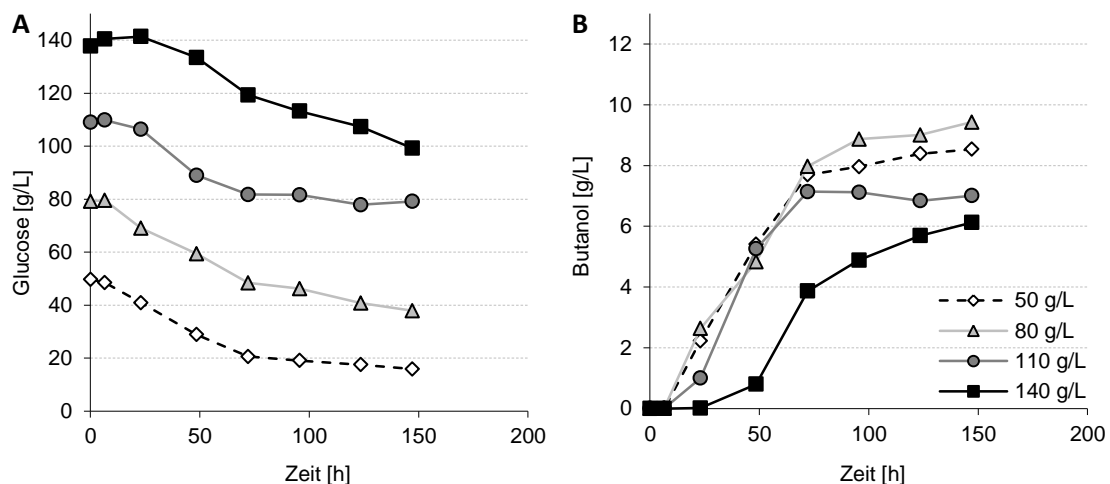 A
Glucose [g/L]
140
120
100
80
60
40
20
0
0 50 100 150 200
Zeit [h]
B
Butanol [g/L]
12
10
8
6
4
2
0
50 g/L
80 g/L
110 g/L
140 g/L
0 50 100 150 200
Zeit [h]